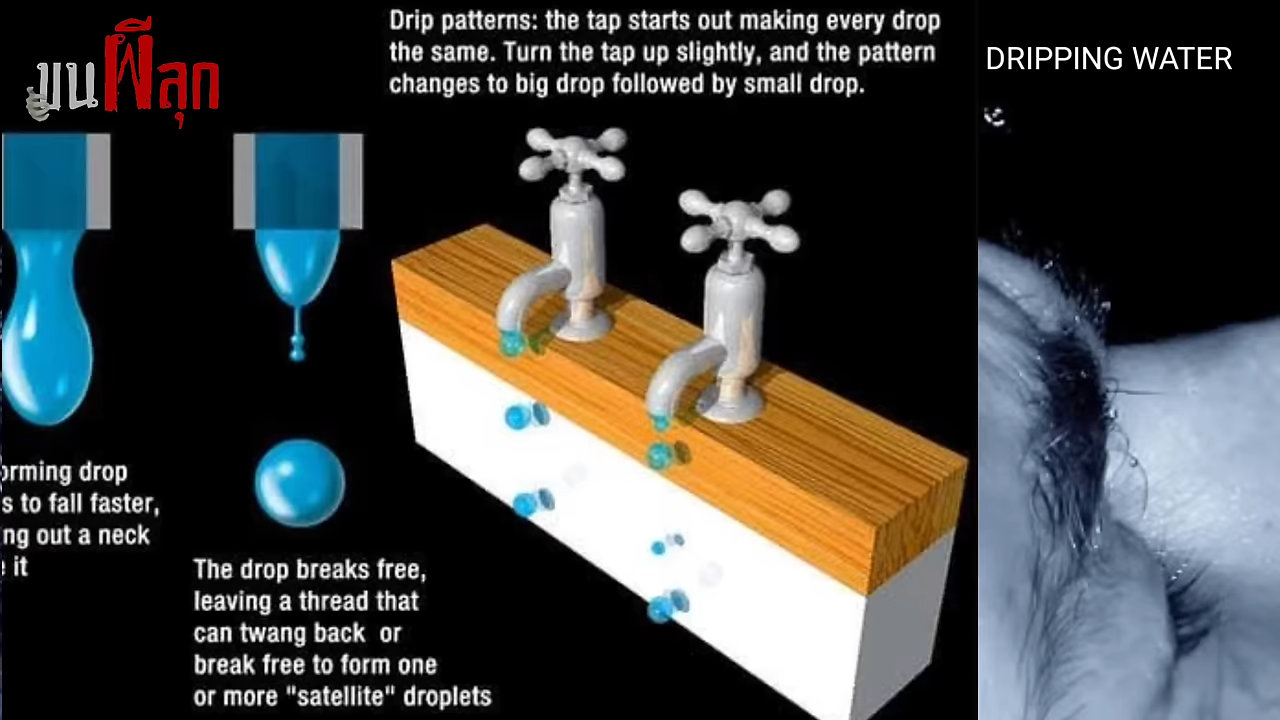 ขนผีลุก
Drip patterns: the tap starts out making every drop
the same. Turn the tap up slightly, and the pattern
changes to big drop followed by small drop.
DRIPPING WATER
orming drop
s to fall faster,
ng out a neck
it
The drop breaks free,
leaving a thread that
can twang back or
break free to form one
or more "satellite" droplets